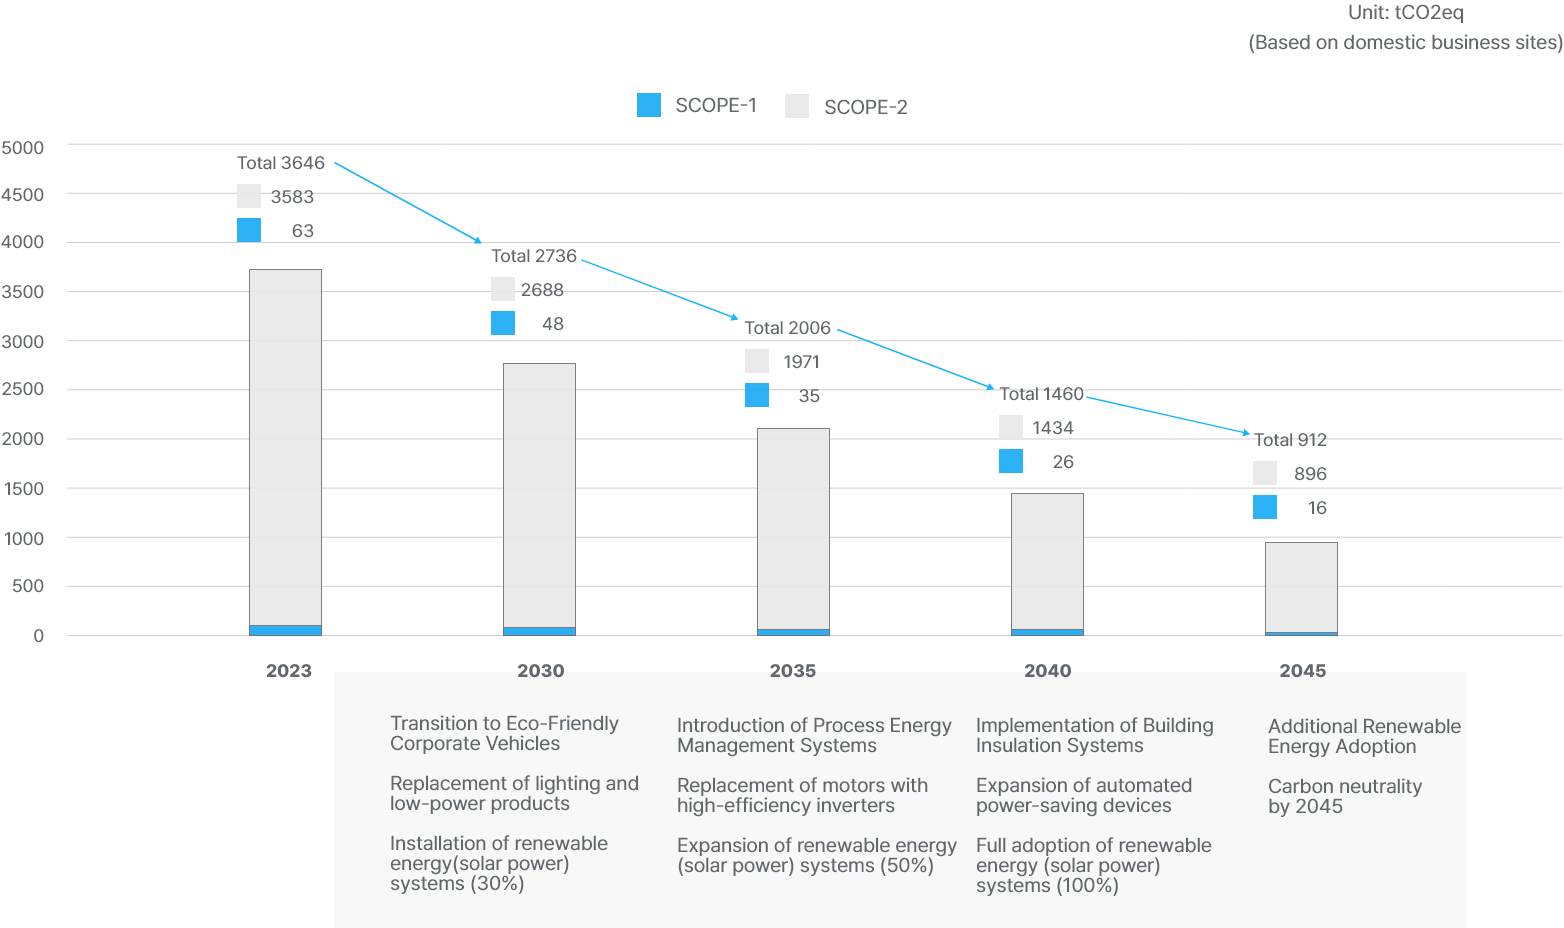 Unit: tCO2eq
(Based on domestic business sites)
SCOPE-1
SCOPE-2
5000
4500
4000
3500
3000
2500
2000
1500
1000
500
0
Total 3646
3583
63
Total 2736
2688
48
Total 2006
1971
35
Total 1460
1434
26
Total 912
896
16
2023
2030
2035
2040
2045
Transition to Eco-Friendly
Corporate Vehicles
Replacement of lighting and
low-power products
Installation of renewable
energy(solar power)
systems (30%)
Introduction of Process Energy
Management Systems
Replacement of motors with
high-efficiency inverters
Expansion of renewable energy
(solar power) systems (50%)
Implementation of Building
Insulation Systems
Expansion of automated
power-saving devices
Full adoption of renewable
energy (solar power)
systems (100%)
Additional Renewable
Energy Adoption
Carbon neutrality
by 2045